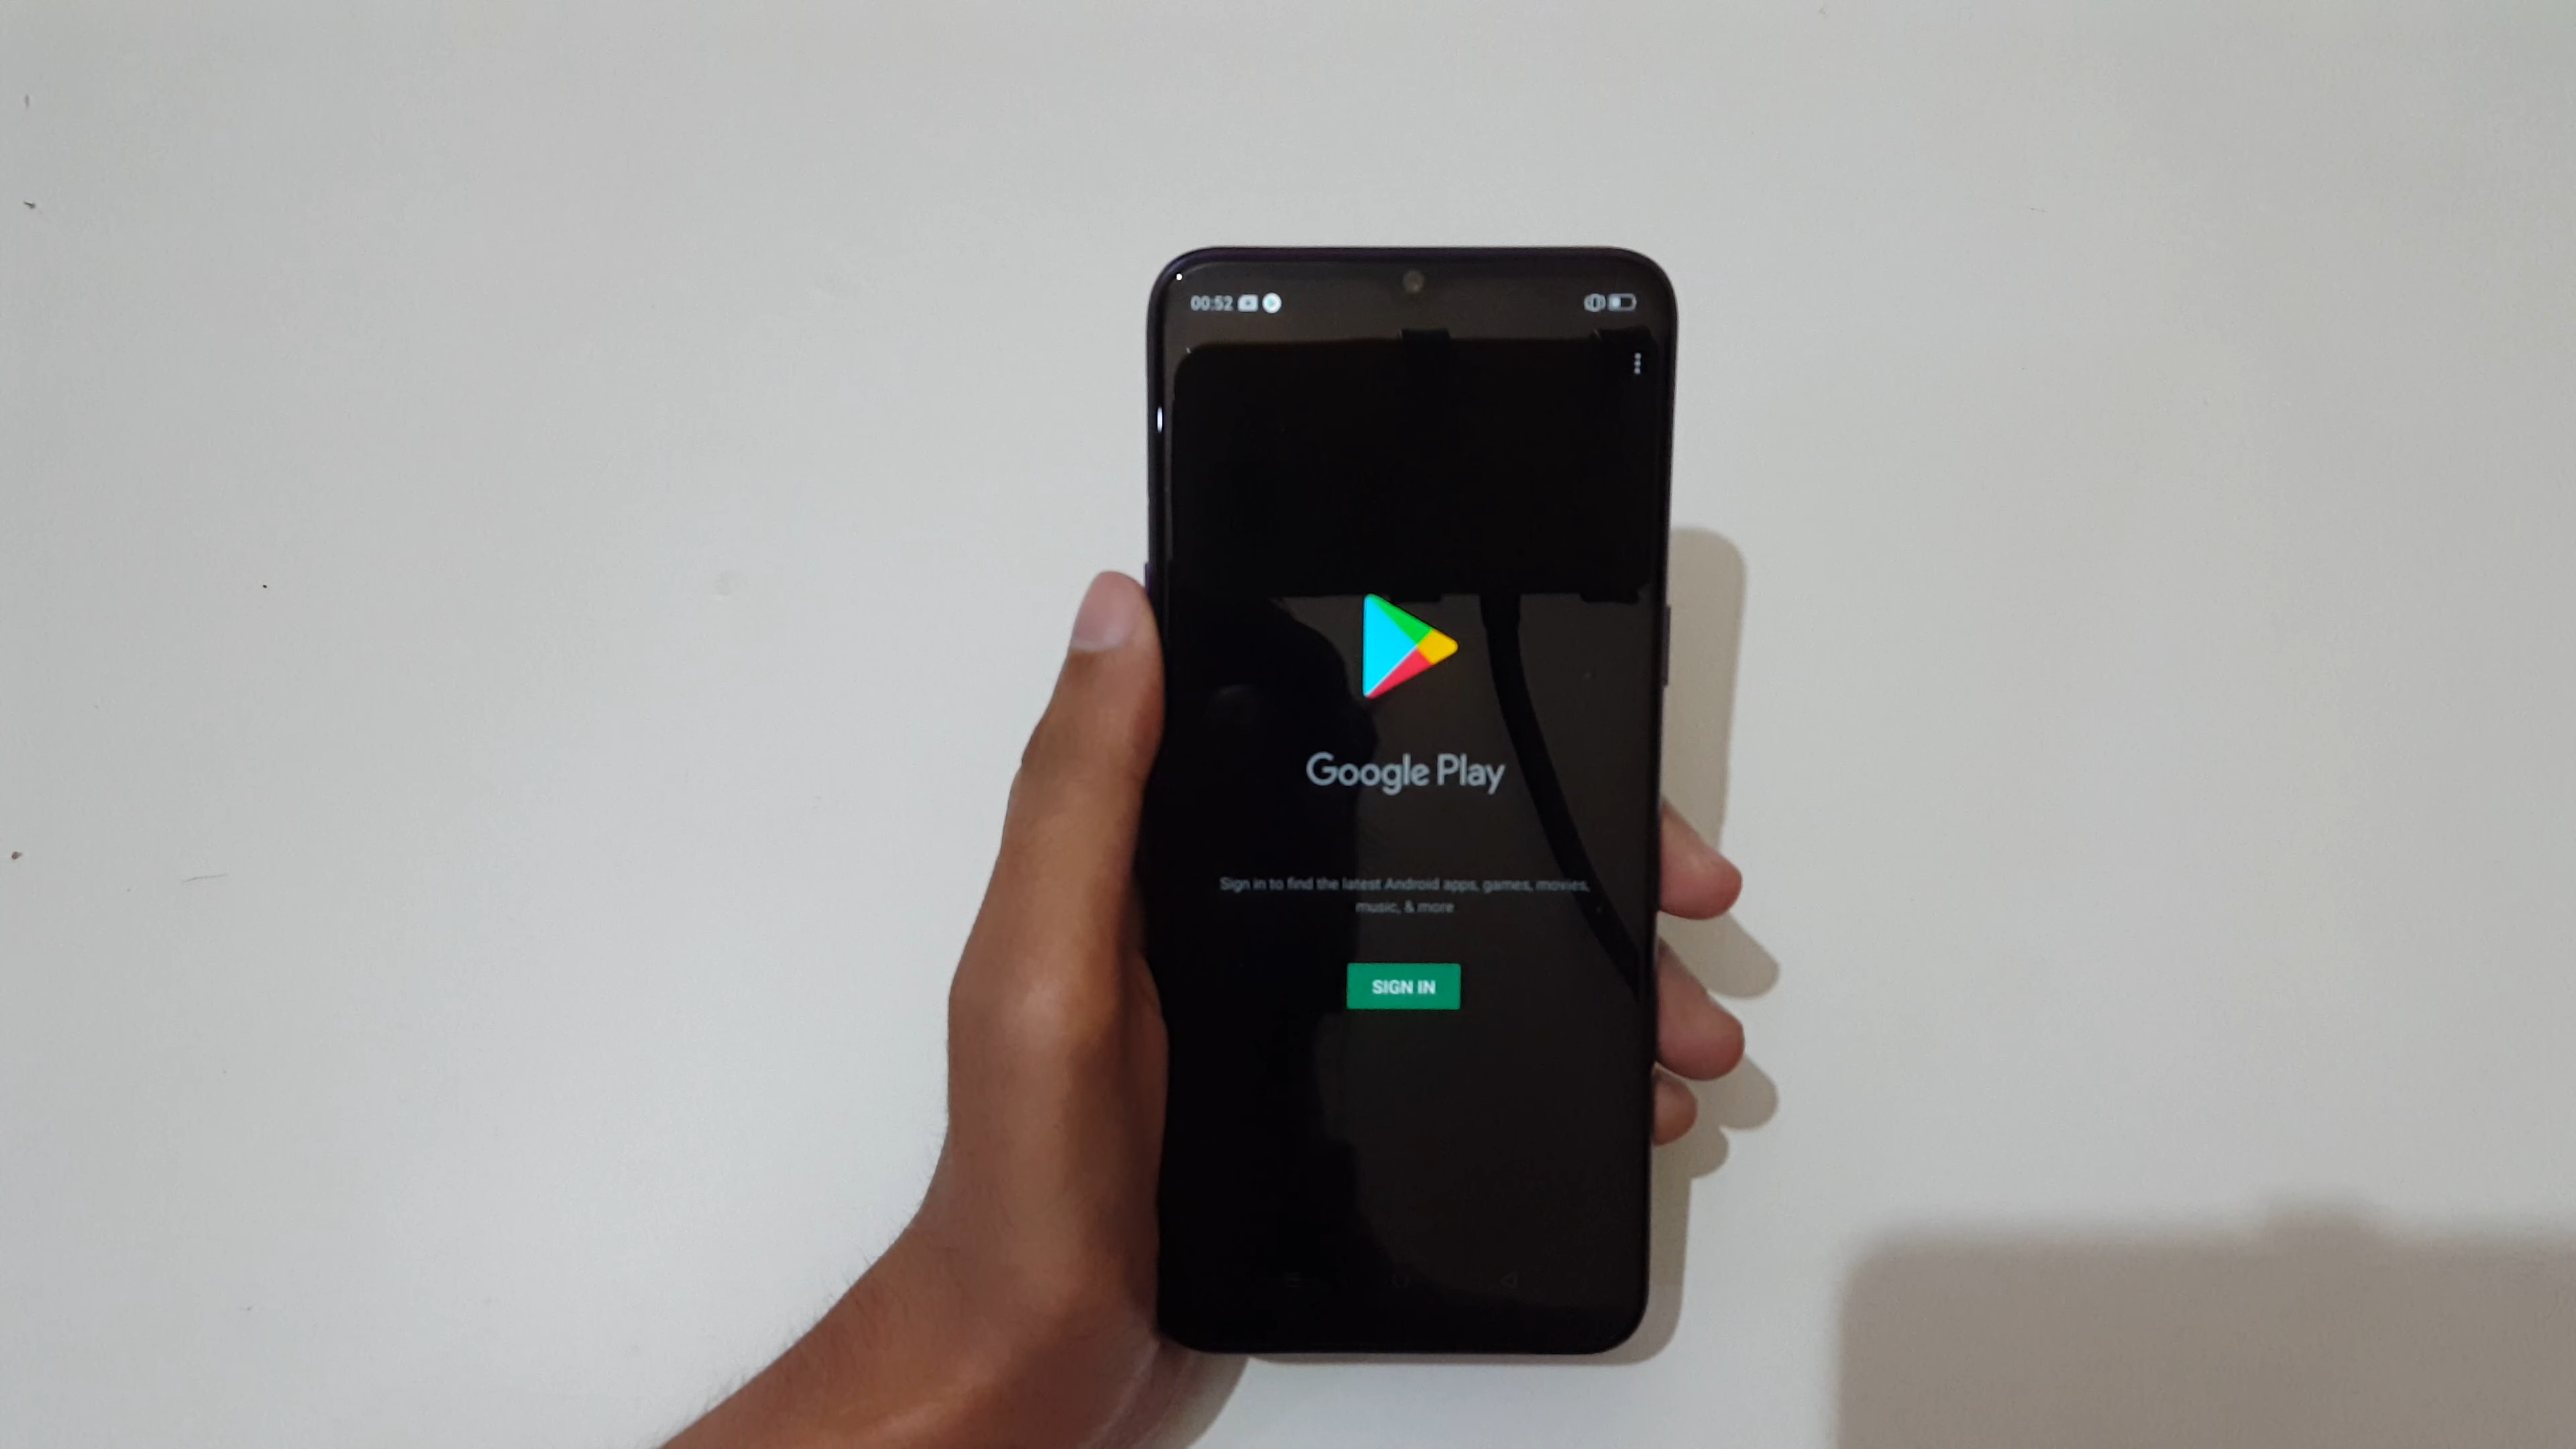 00:52
Google Play
Sign in to find the latest Android apps, games, movies,
music, & more
SIGN IN